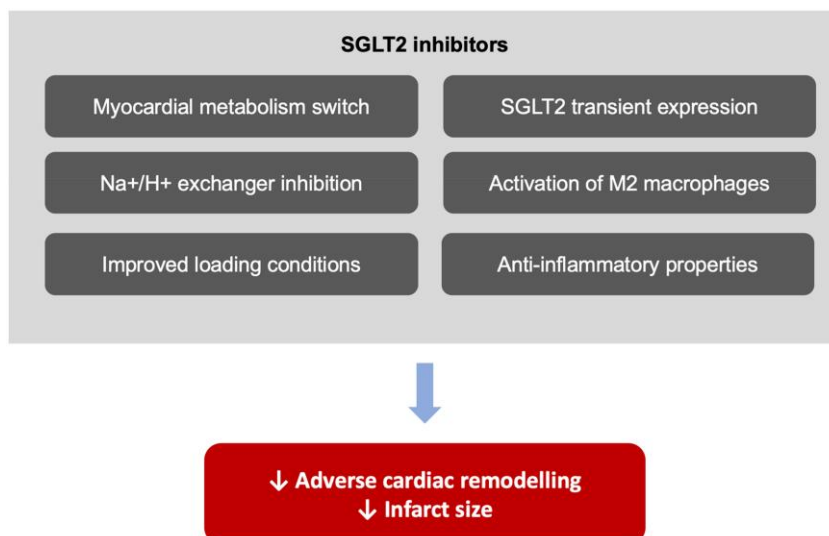 SGLT2 inhibitors
Myocardial metabolism switch
SGLT2 transient expression
Na+/H+ exchanger inhibition
Activation of M2 macrophages
Improved loading conditions
Anti-inflammatory properties
↓ Adverse cardiac remodelling
↓ Infarct size